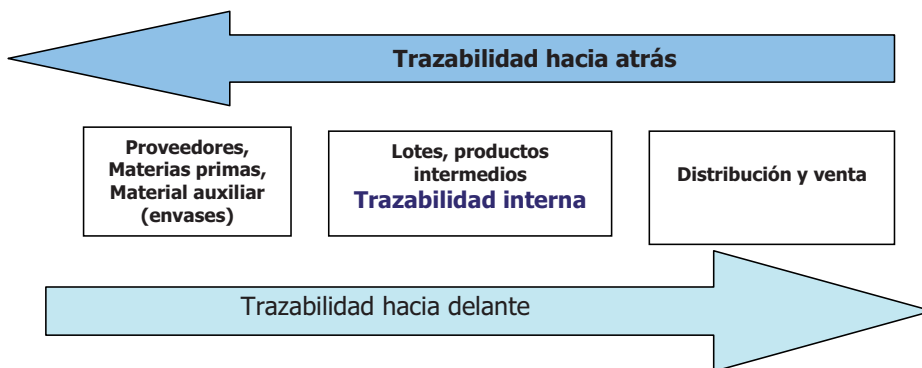 Trazabilidad hacia atrás
Proveedores,
Materias primas,
Material auxiliar
(envases)
Lotes, productos
intermedios
Trazabilidad interna
Distribución y venta
Trazabilidad hacia delante